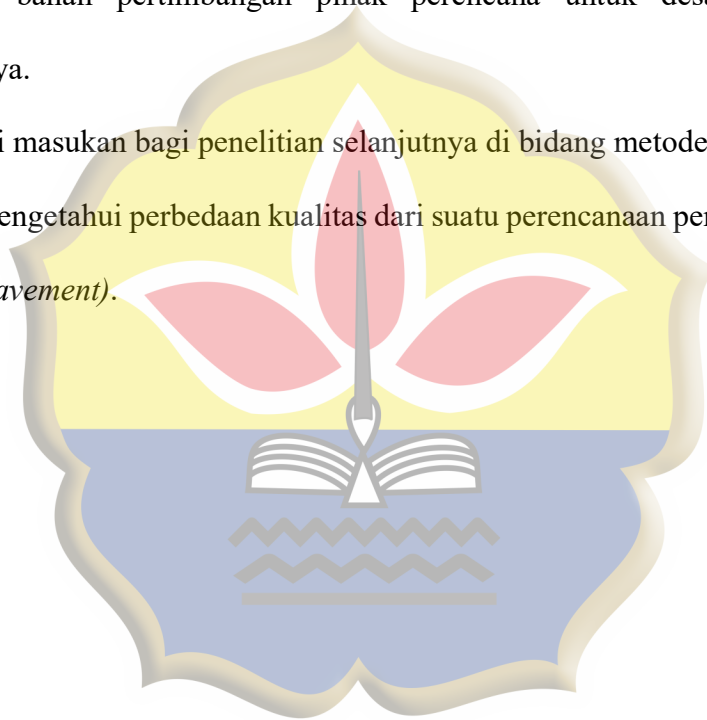 bahan pertimbangan pihak perencana untuk desa
ya.
i masukan bagi penelitian selanjutnya di bidang metode
engetahui perbedaan kualitas dari suatu perencanaan per
avement).